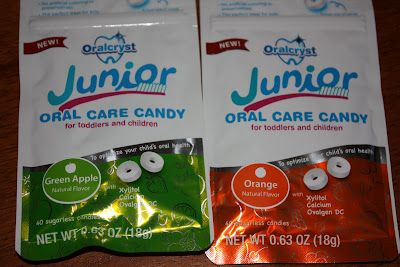 NEW!
Oralcryst
Junior
ORAL CARE CANDY
for toddlers and children
To optimize your child's oral health
Green Apple
Natural Flavor
with
Xylitol
Calcium
Ovalgen DC
40 sugarless candies
NET WT 0.63 OZ (18g)
NEW!
Oralcryst
Junior
ORAL CARE CANDY
for toddlers and children
To optimize your child's oral health
Orange
Natural Flavor
with
Xylitol
Calcium
Ovalgen DC
40 sugarless candies
NET WT 0.63 OZ (18g)